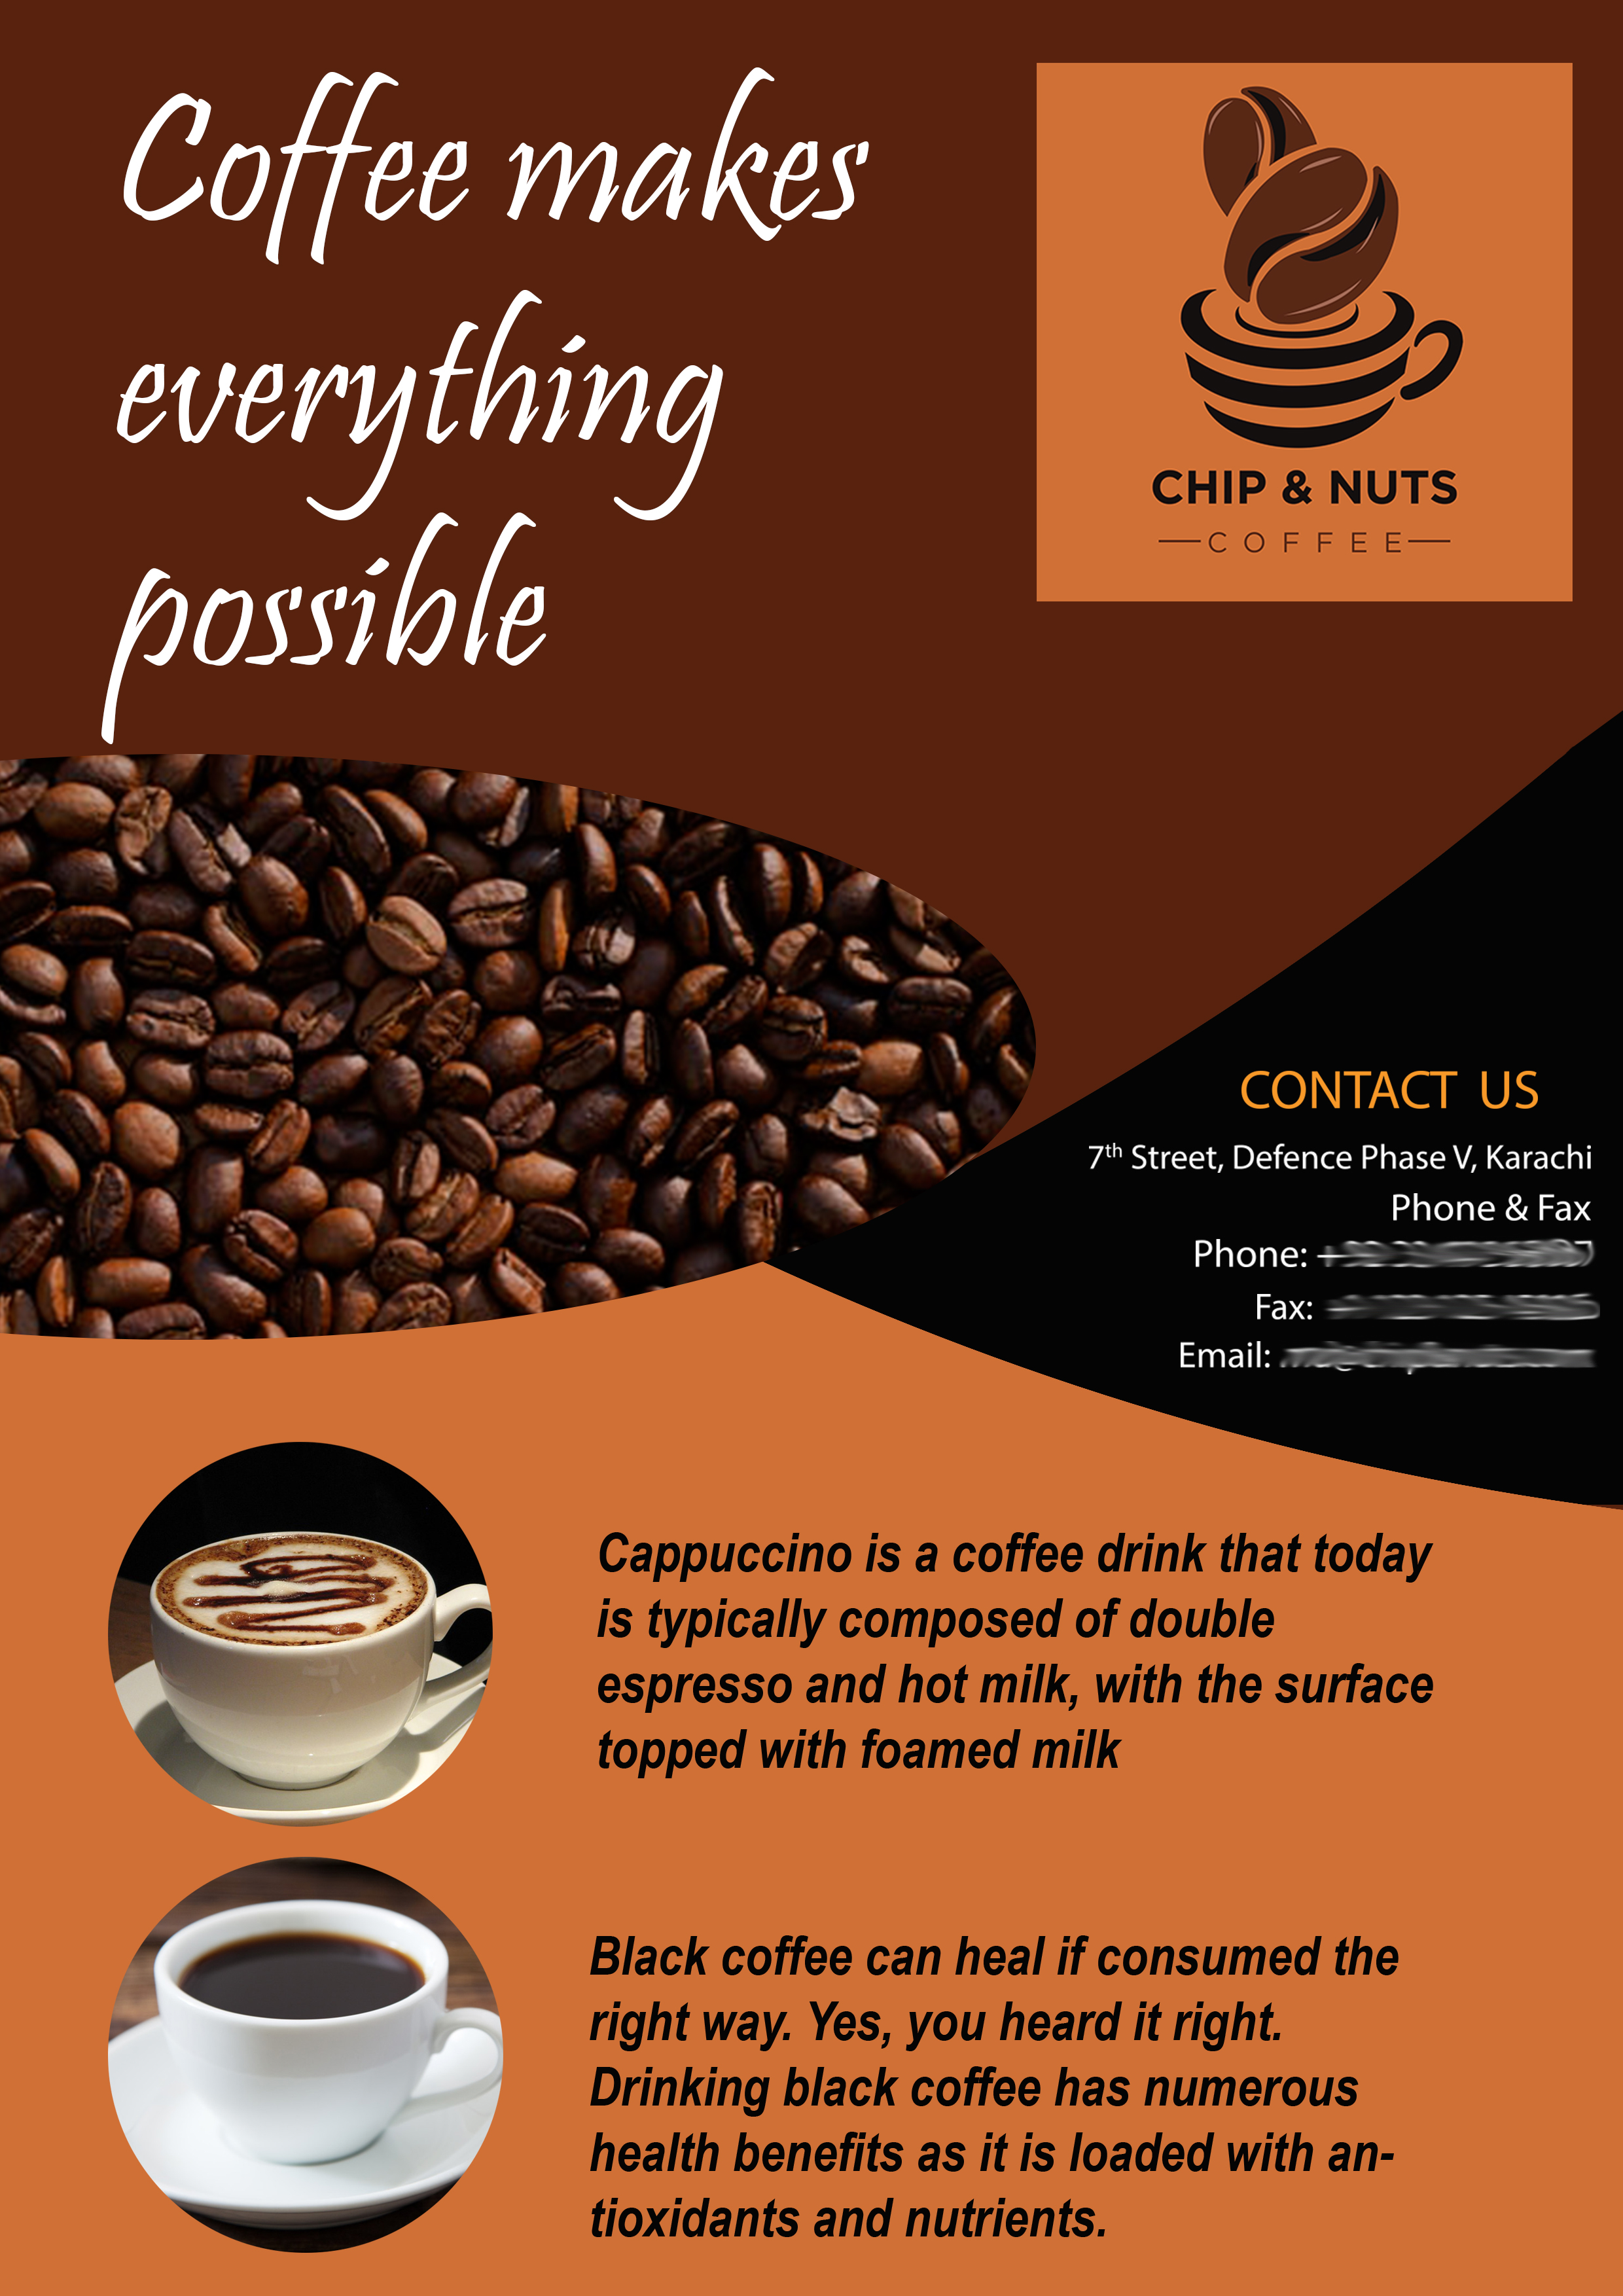 Coffee makes
everything
possible
CHIP & NUTS
COFFEE
CONTACT US
7th Street, Defence Phase V, Karachi
Phone & Fax
Phone:
Fax:
Email:
Cappuccino is a coffee drink that today
is typically composed of double
espresso and hot milk, with the surface
topped with foamed milk
Black coffee can heal if consumed the
right way. Yes, you heard it right.
Drinking black coffee has numerous
health benefits as it is loaded with an-
tioxidants and nutrients.